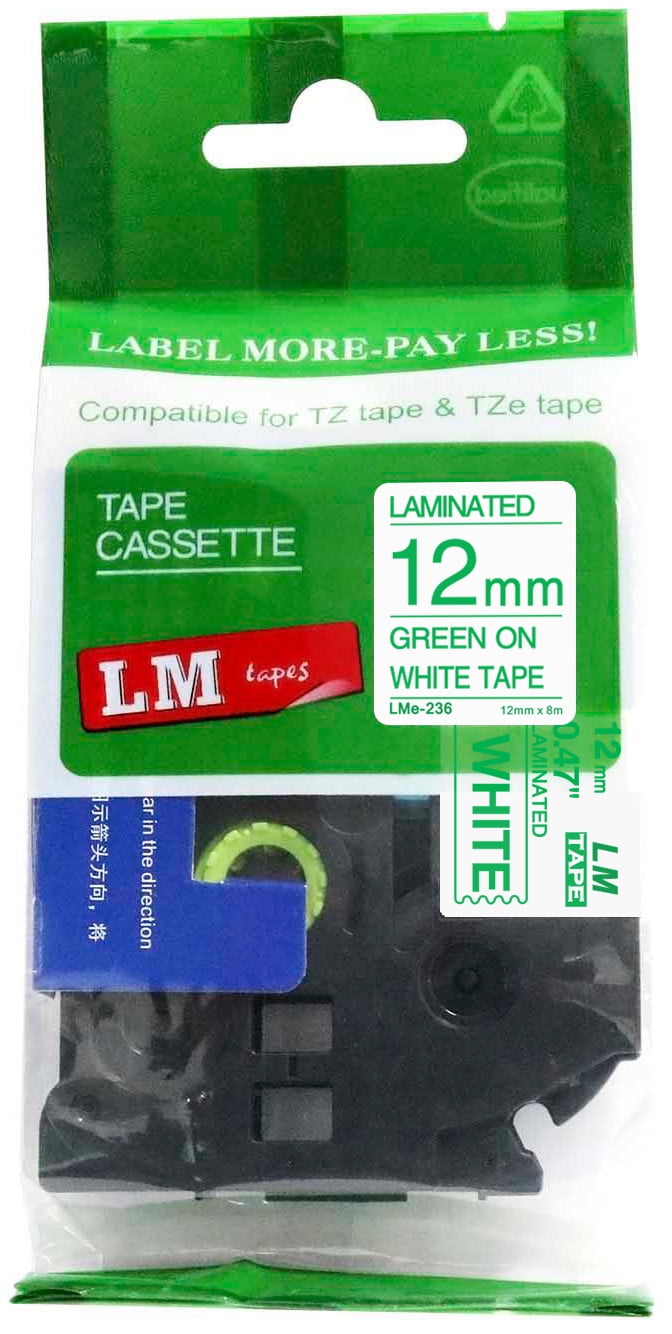 Qualified
LABEL MORE-PAY LESS!
Compatible for TZ tape & TZe tape
TAPE
CASSETTE
LM tapes
LAMINATED
12mm
GREEN ON
WHITE TAPE
LMe-236 12mm x 8m
12mm
0.47"
LAMINATED
WHITE
LM
TAPE
ar in the direction
示箭头方向，将